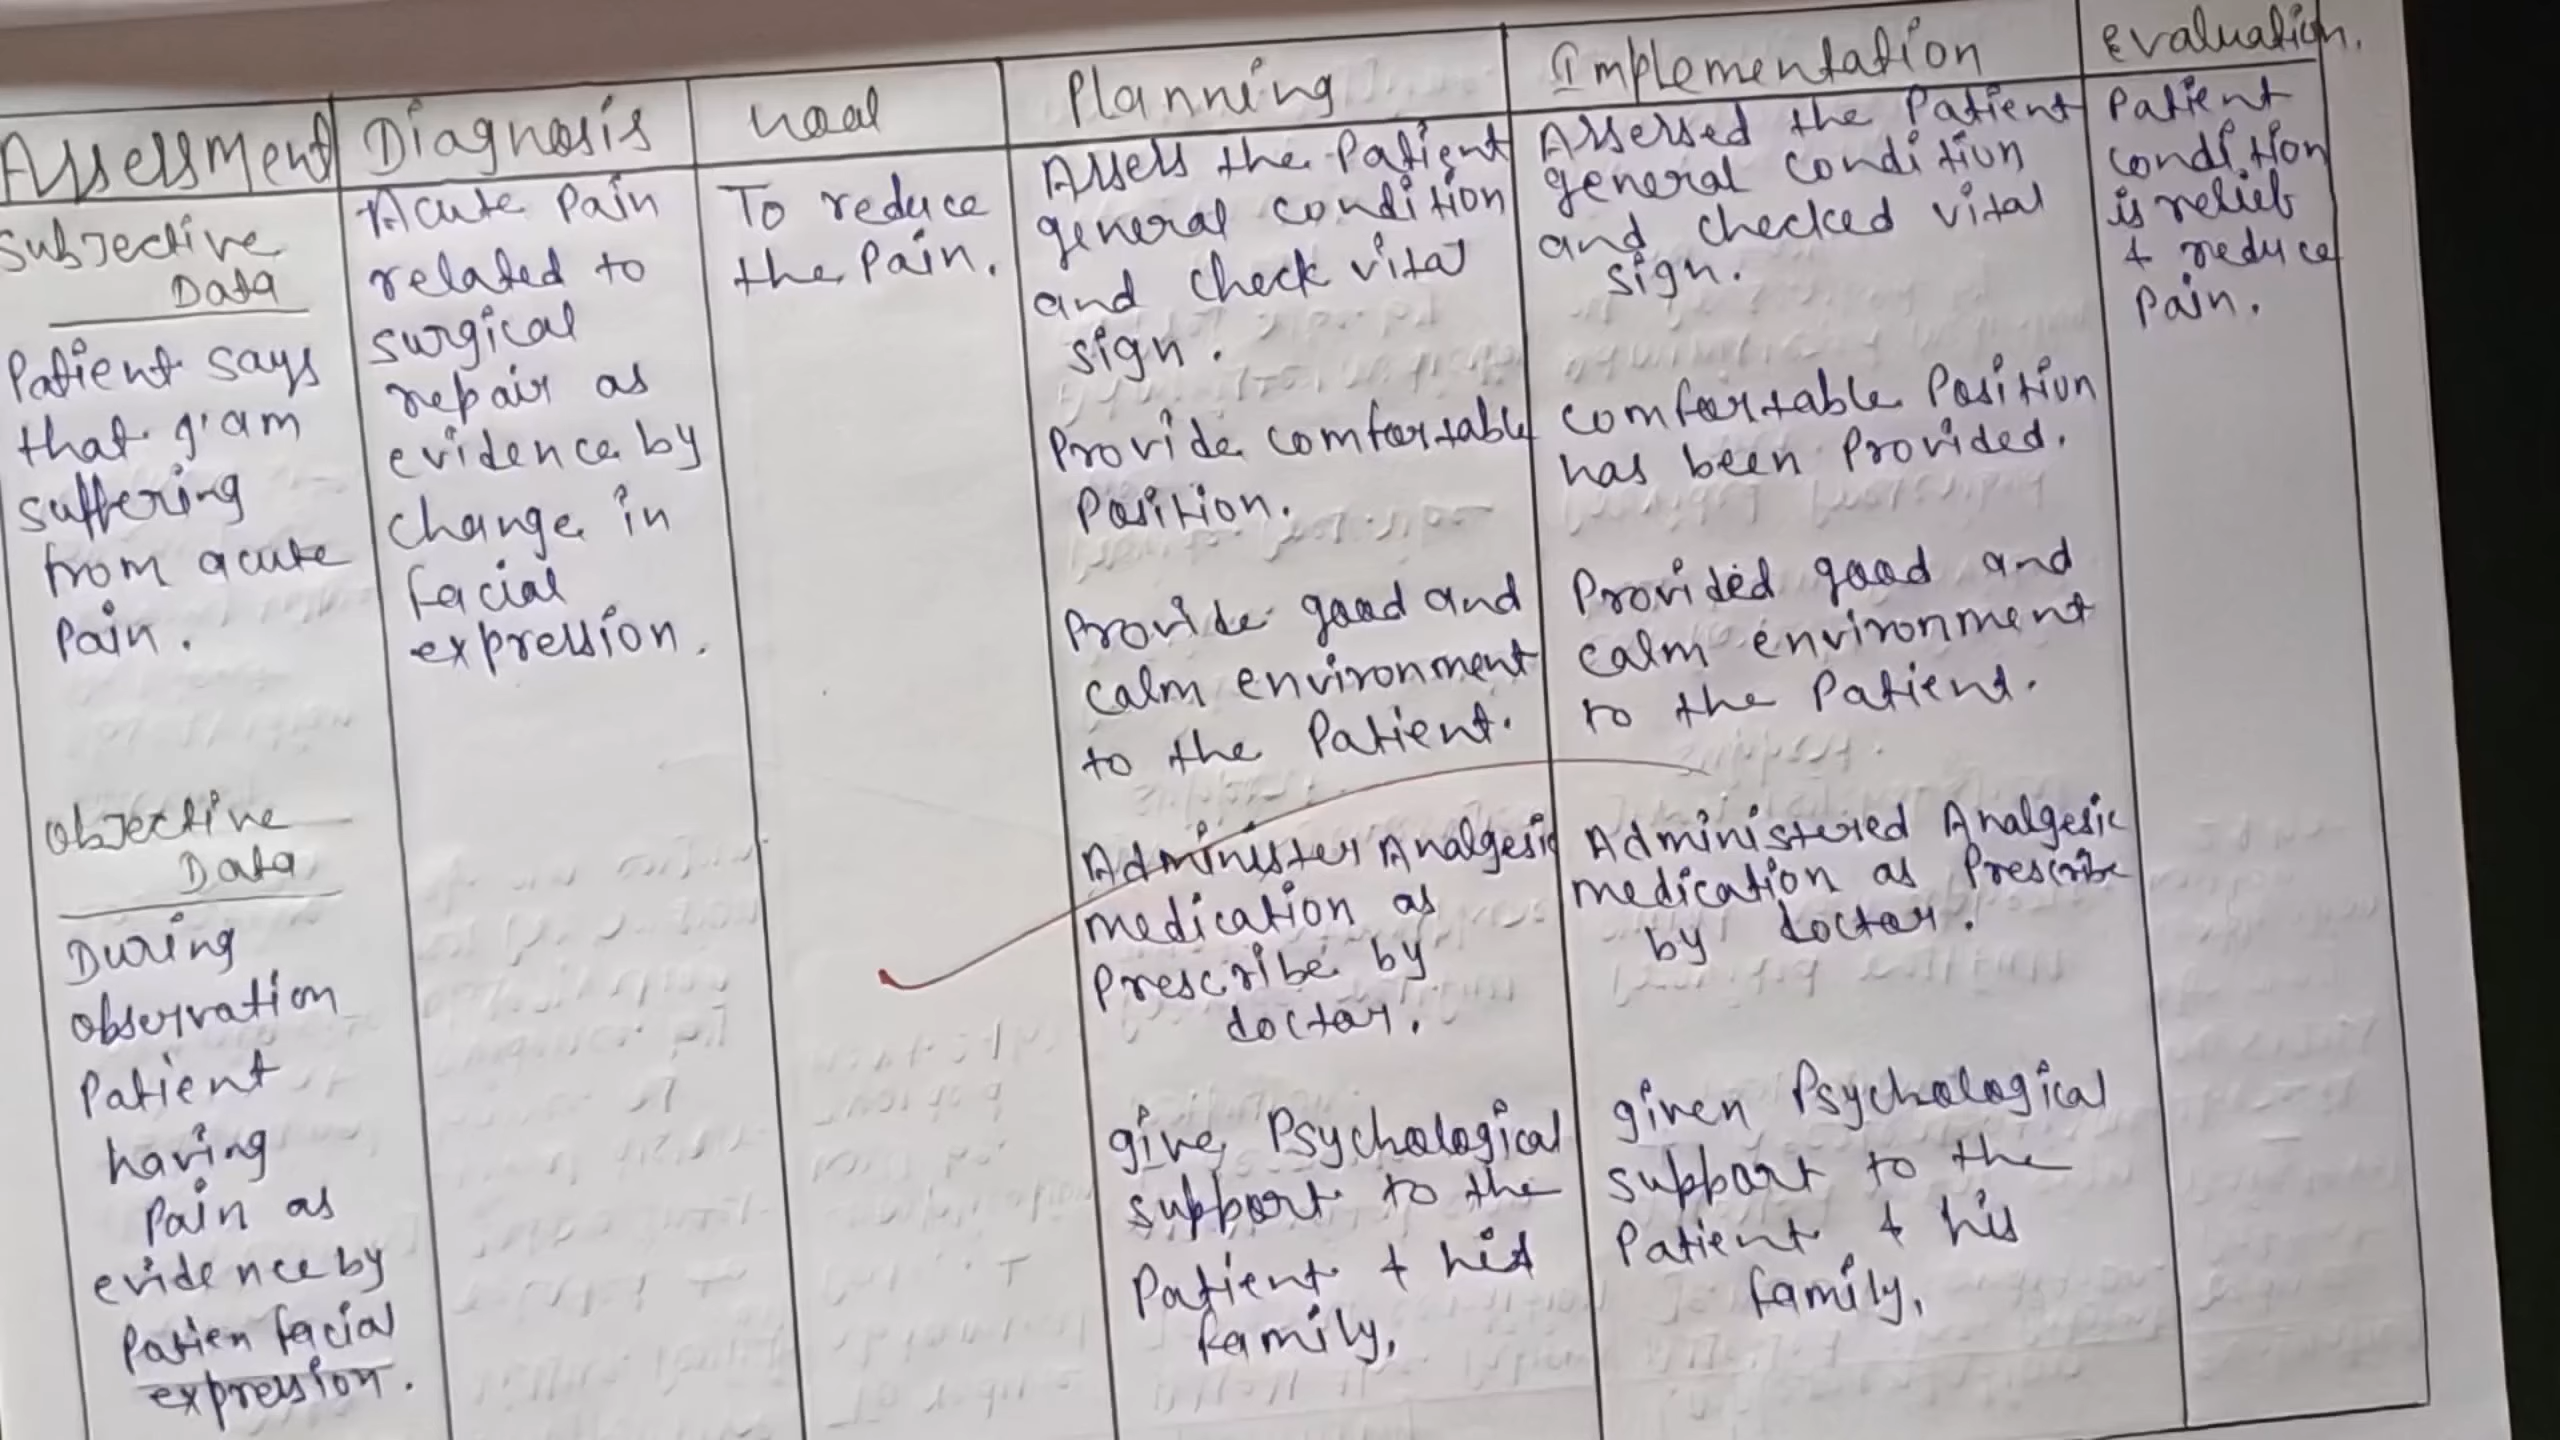 Assessment
Subjective
Data
Patient says
that I'am
suffering
from acute
Pain.
Objective
Data
During
observation
Patient
having
Pain as
evidence by
Patien facial
expression.
Diagnosis
Acute Pain
related to
surgical
repair as
evidence by
change in
facial
expression.
Goal
To reduce
the Pain.
Planning
Assess the Patient
general condition
and check vital
sign.
Provide comfortable
Position.
Provide good and
calm environment
to the Patient.
Administer Analgesic
medication as
Prescribe by
doctor.
give Psychological
support to the
Patient & his
family,
Implementation
Assessed the Patient
general condition
and checked vital
sign.
comfortable Position
has been Provided.
Provided good and
calm environment
to the Patient.
Administered Analgesic
medication as Prescribe
by doctor.
given Psychological
support to the
Patient & his
family,
evaluation.
Patient
condition
is relief
& reduce
Pain.